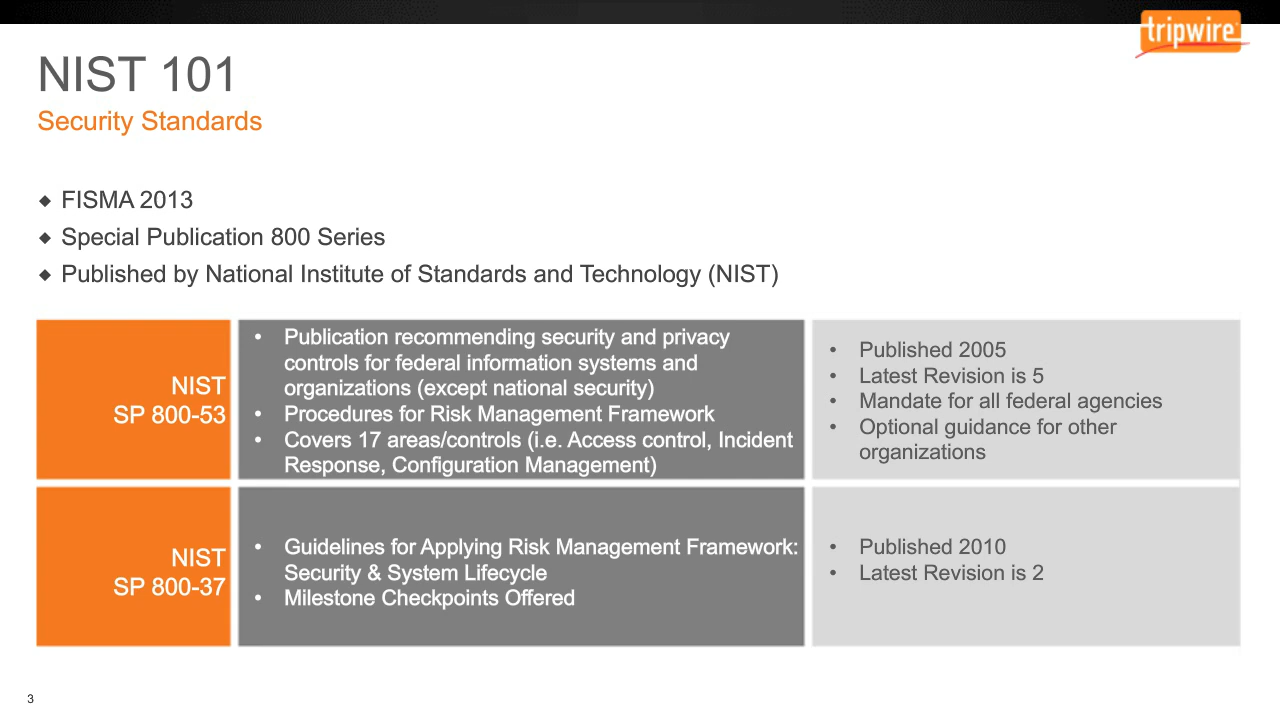 tripwire
NIST 101
Security Standards
◆ FISMA 2013
◆ Special Publication 800 Series
◆ Published by National Institute of Standards and Technology (NIST)
NIST
SP 800-53
• Publication recommending security and privacy
controls for federal information systems and
organizations (except national security)
• Procedures for Risk Management Framework
• Covers 17 areas/controls (i.e. Access control, Incident
Response, Configuration Management)
• Published 2005
• Latest Revision is 5
• Mandate for all federal agencies
• Optional guidance for other
organizations
NIST
SP 800-37
• Guidelines for Applying Risk Management Framework:
Security & System Lifecycle
• Milestone Checkpoints Offered
• Published 2010
• Latest Revision is 2
3